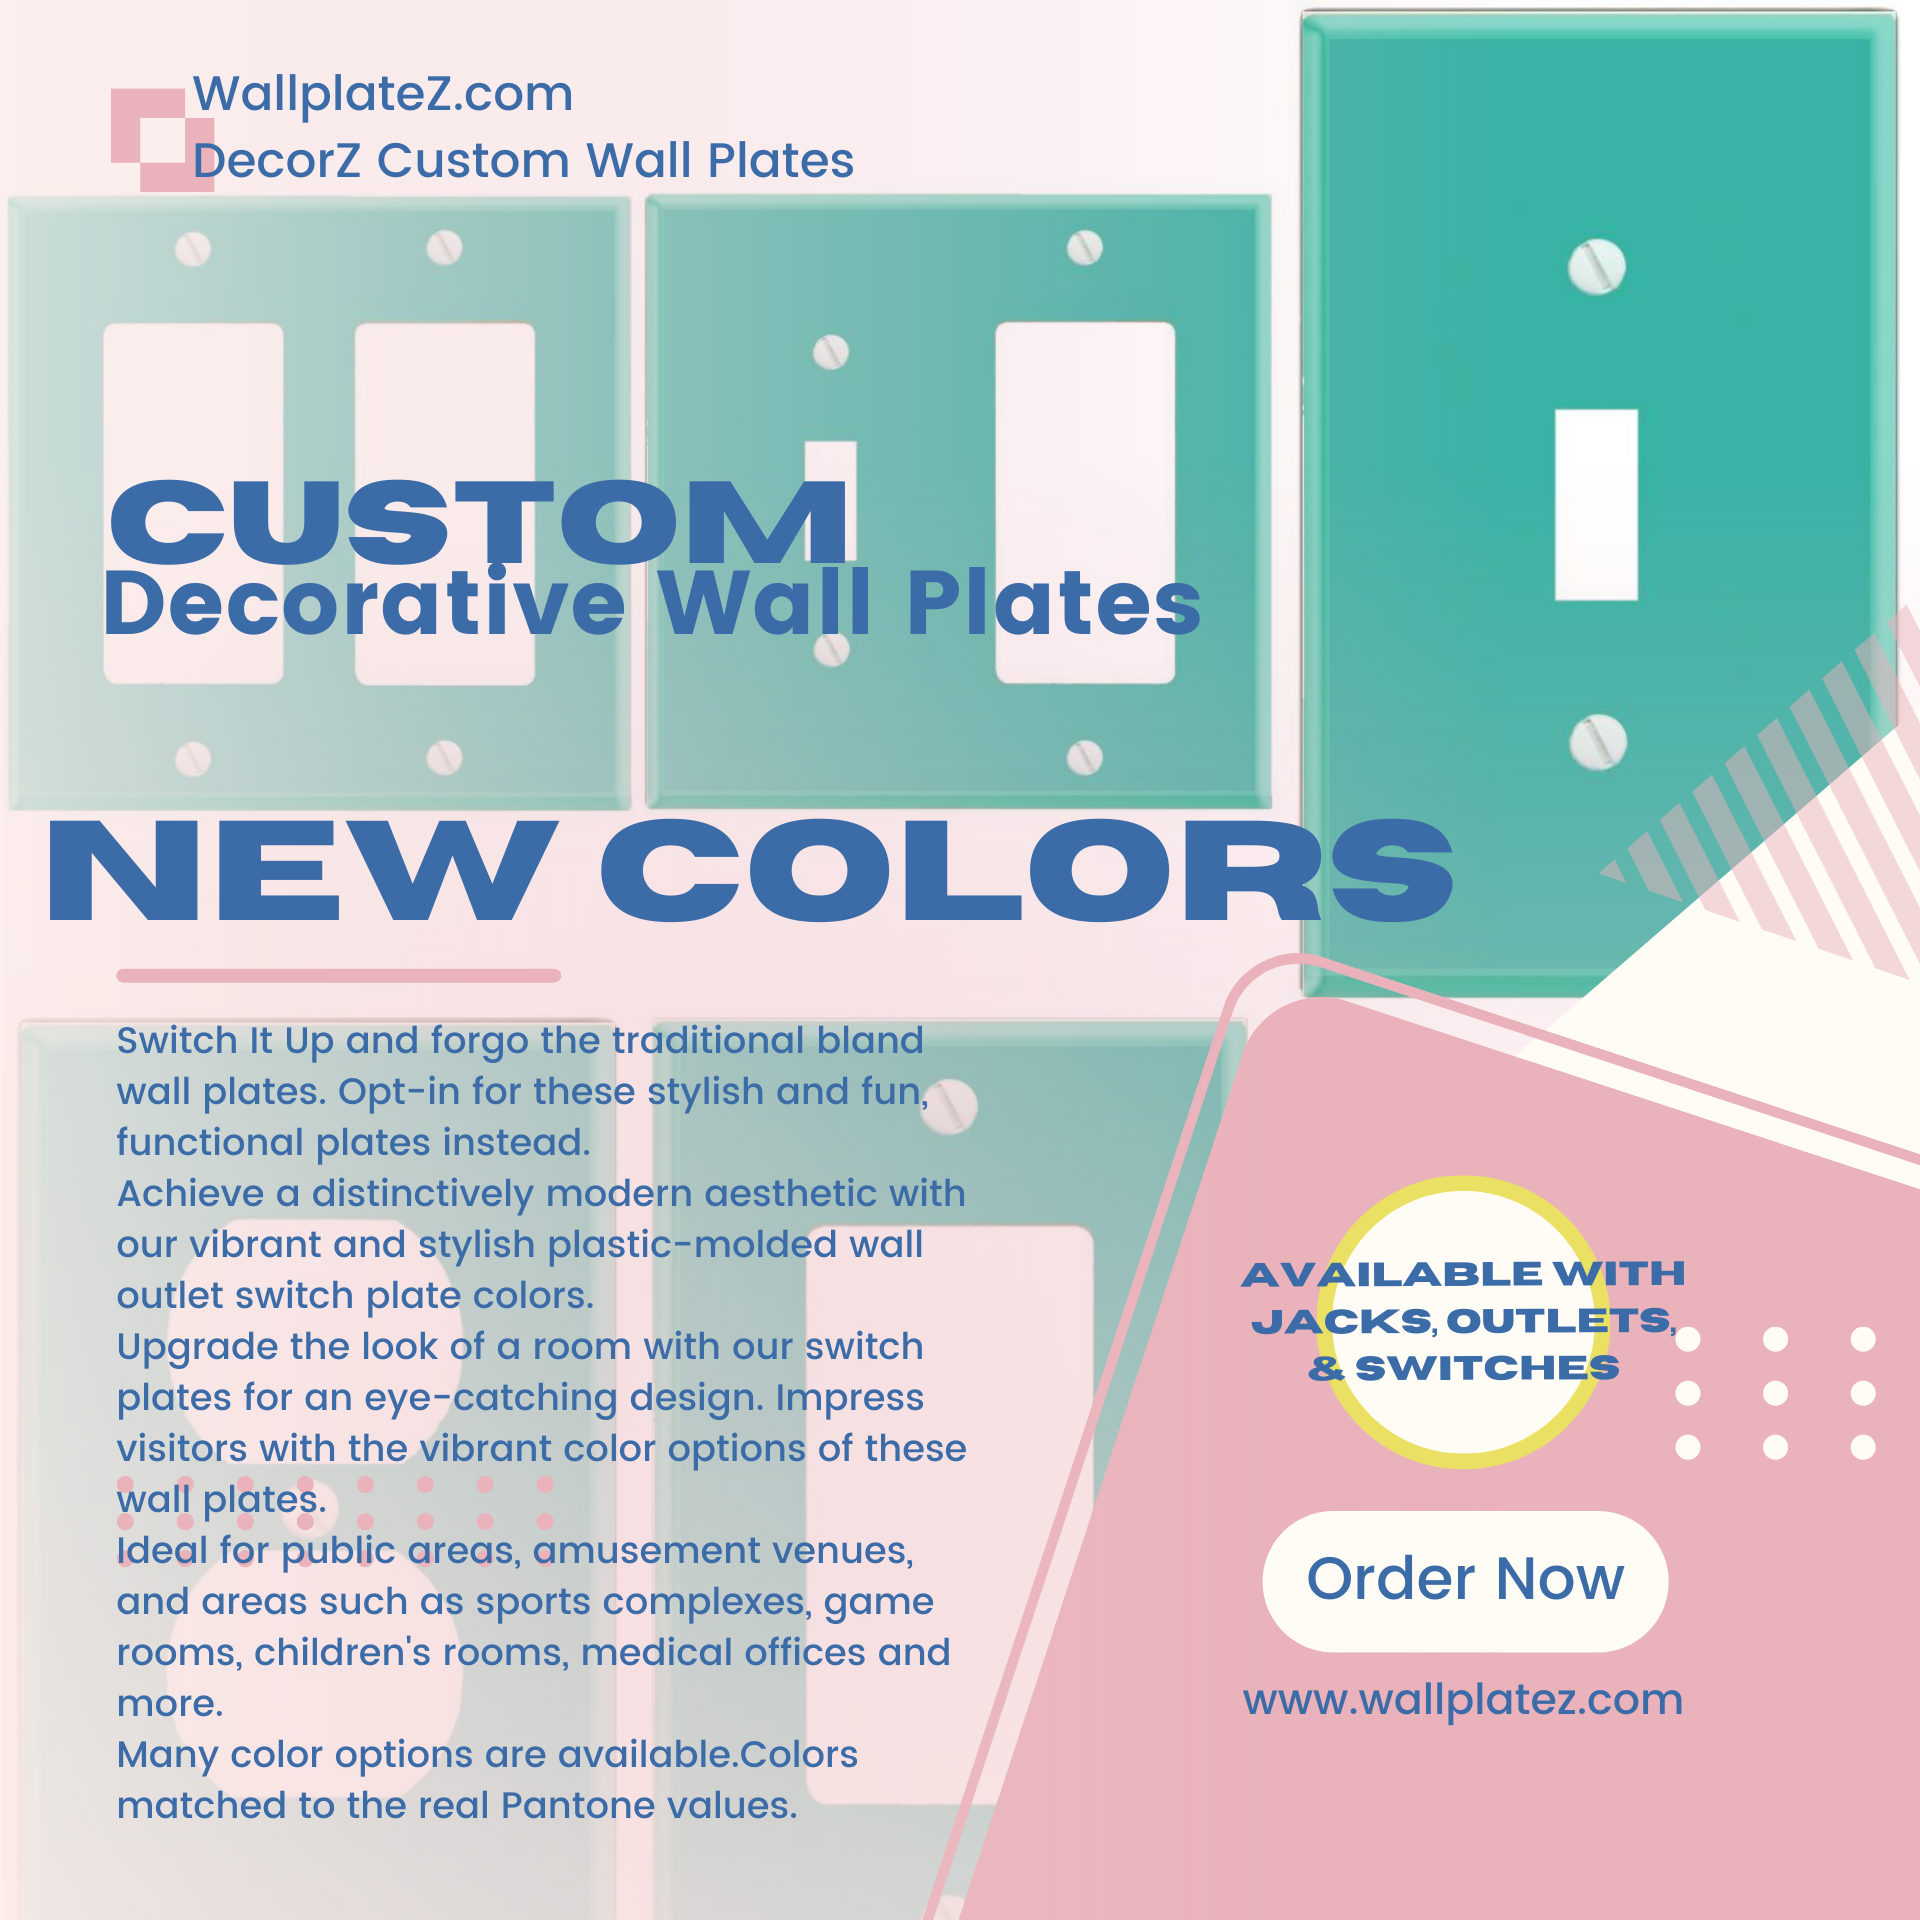 WallplateZ.com
DecorZ Custom Wall Plates
CUSTOM
Decorative Wall Plates
NEW COLORS
Switch It Up and forgo the traditional bland
wall plates. Opt-in for these stylish and fun,
functional plates instead.
Achieve a distinctively modern aesthetic with
our vibrant and stylish plastic-molded wall
outlet switch plate colors.
Upgrade the look of a room with our switch
plates for an eye-catching design. Impress
visitors with the vibrant color options of these
wall plates.
Ideal for public areas, amusement venues,
and areas such as sports complexes, game
rooms, children's rooms, medical offices and
more.
Many color options are available.Colors
matched to the real Pantone values.
AVAILABLE WITH
JACKS, OUTLETS,
& SWITCHES
Order Now
www.wallplatez.com